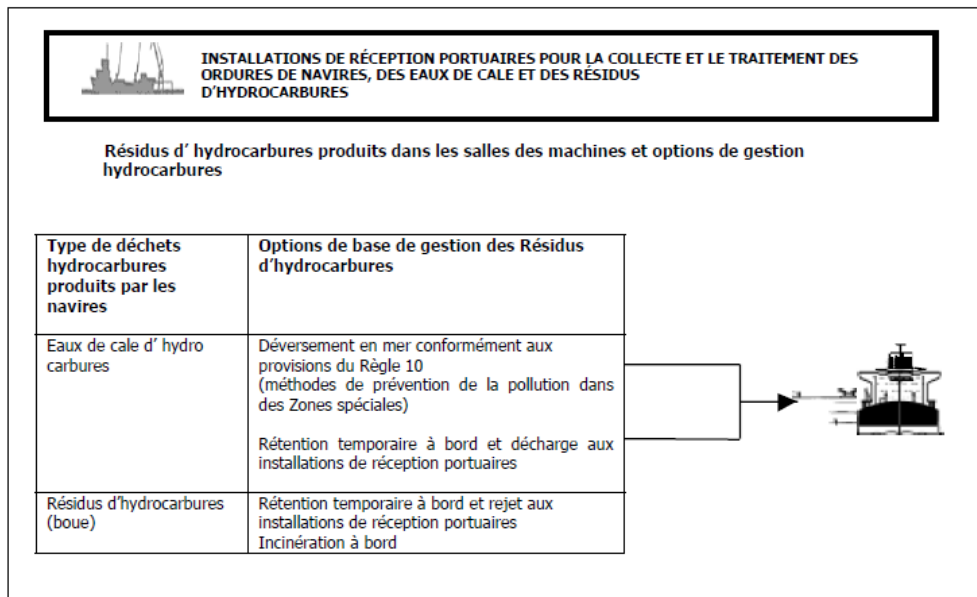 INSTALLATIONS DE RÉCEPTION PORTUAIRES POUR LA COLLECTE ET LE TRAITEMENT DES
ORDURES DE NAVIRES, DES EAUX DE CALE ET DES RÉSIDUS
D'HYDROCARBURES
Résidus d' hydrocarbures produits dans les salles des machines et options de gestion
hydrocarbures
Type de déchets
hydrocarbures
produits par les
navires
Options de base de gestion des Résidus
d'hydrocarbures
Eaux de cale d' hydro
carbures
Déversement en mer conformément aux
provisions du Règle 10
(méthodes de prévention de la pollution dans
des Zones spéciales)
Rétention temporaire à bord et décharge aux
installations de réception portuaires
Résidus d'hydrocarbures
(boue)
Rétention temporaire à bord et rejet aux
installations de réception portuaires
Incinération à bord